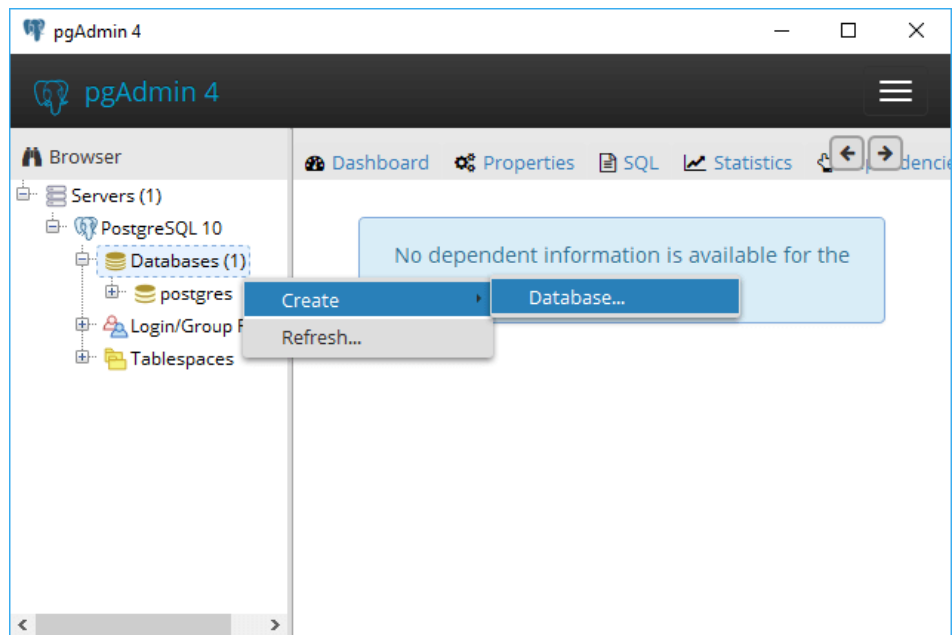 pgAdmin 4
pgAdmin 4
Browser
Dashboard Properties SQL Statistics
Servers (1)
PostgreSQL 10
Databases (1)
postgres
Login/Group
Tablespaces
No dependent information is available for the
Create
Database...
Refresh...